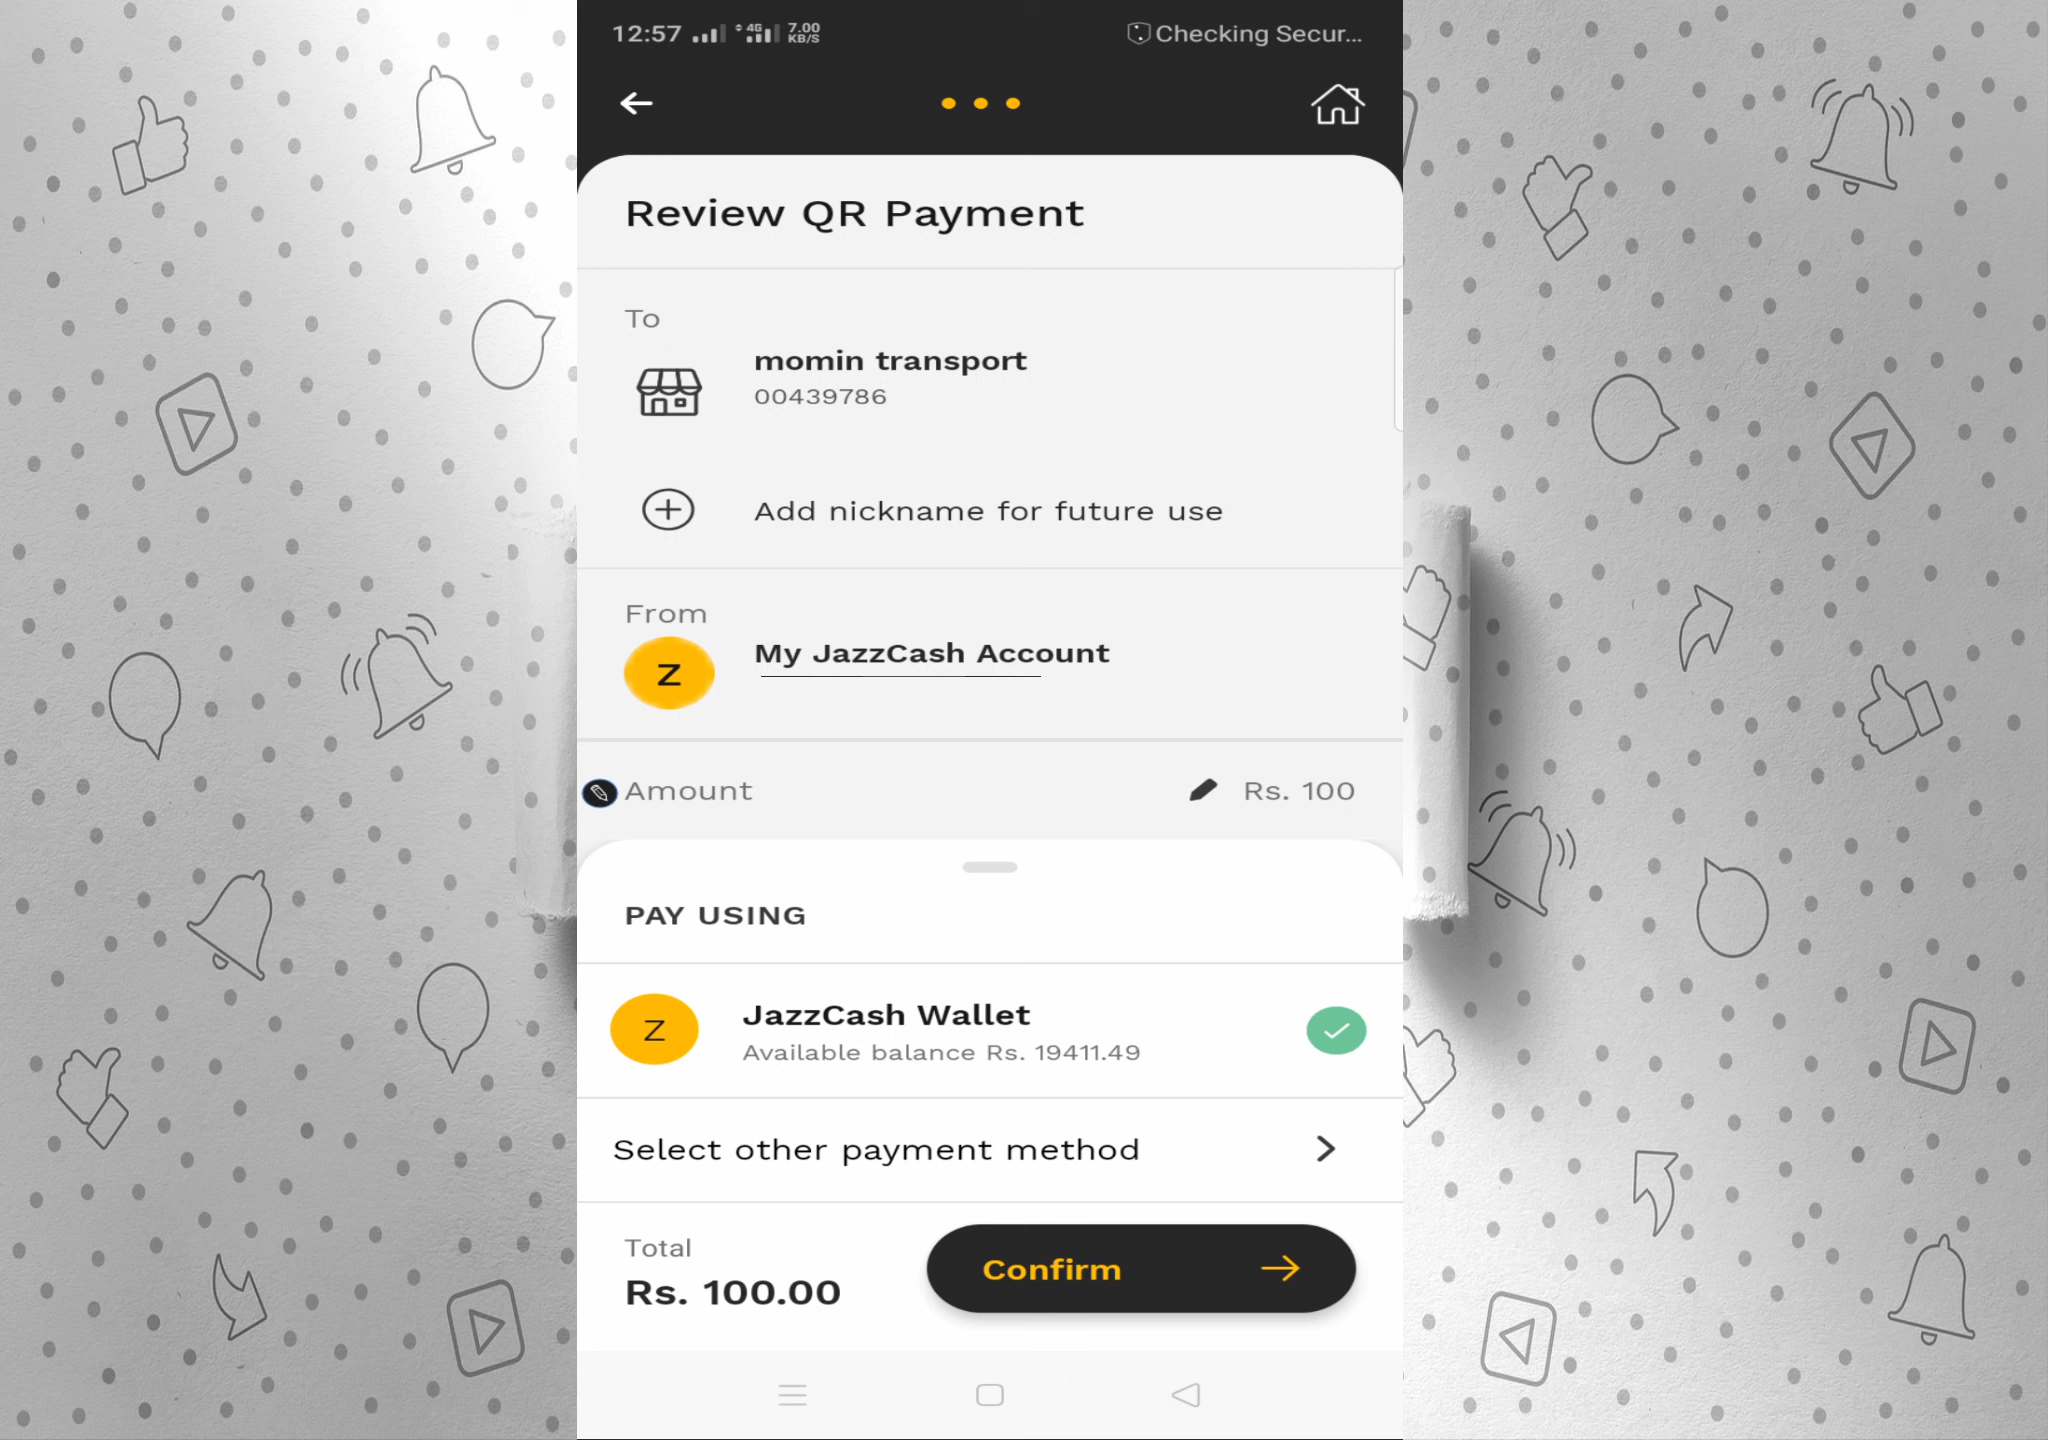 12:57 4G 7.00 KB/S Checking Secur...
Review QR Payment
To
momin transport
00439786
Add nickname for future use
From
Z My JazzCash Account
Amount Rs. 100
PAY USING
Z JazzCash Wallet
Available balance Rs. 19411.49
Select other payment method
Total
Rs. 100.00
Confirm